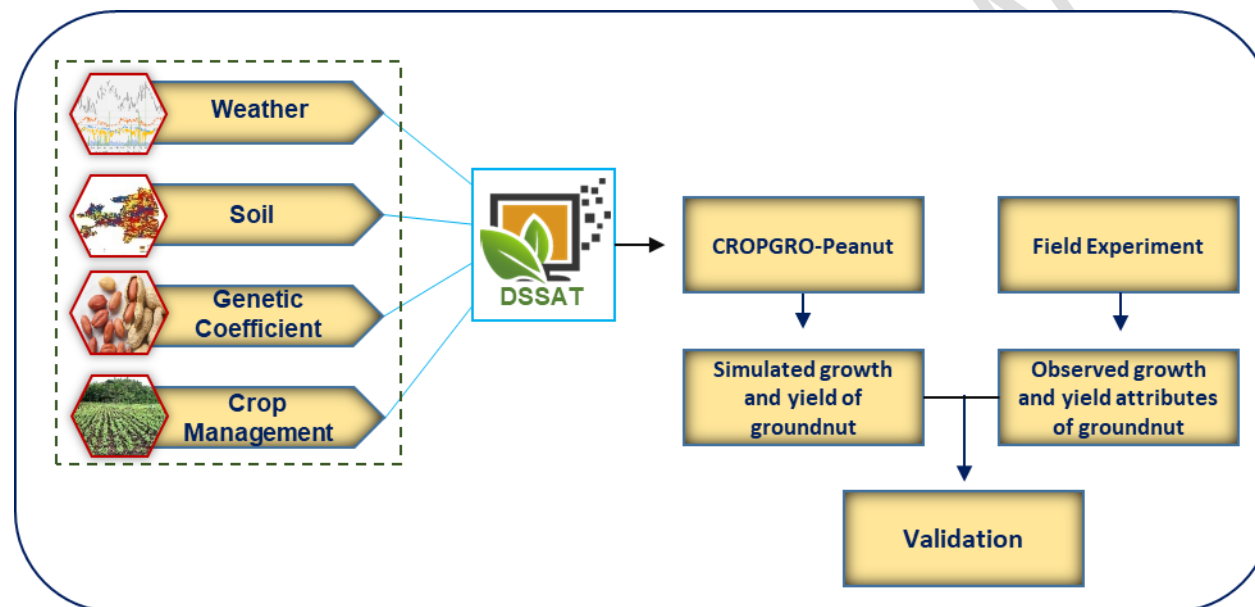 Weather
Soil
Genetic
Coefficient
Crop
Management
DSSAT
CROPGRO-Peanut
Field Experiment
Simulated growth
and yield of
groundnut
Observed growth
and yield attributes
of groundnut
Validation